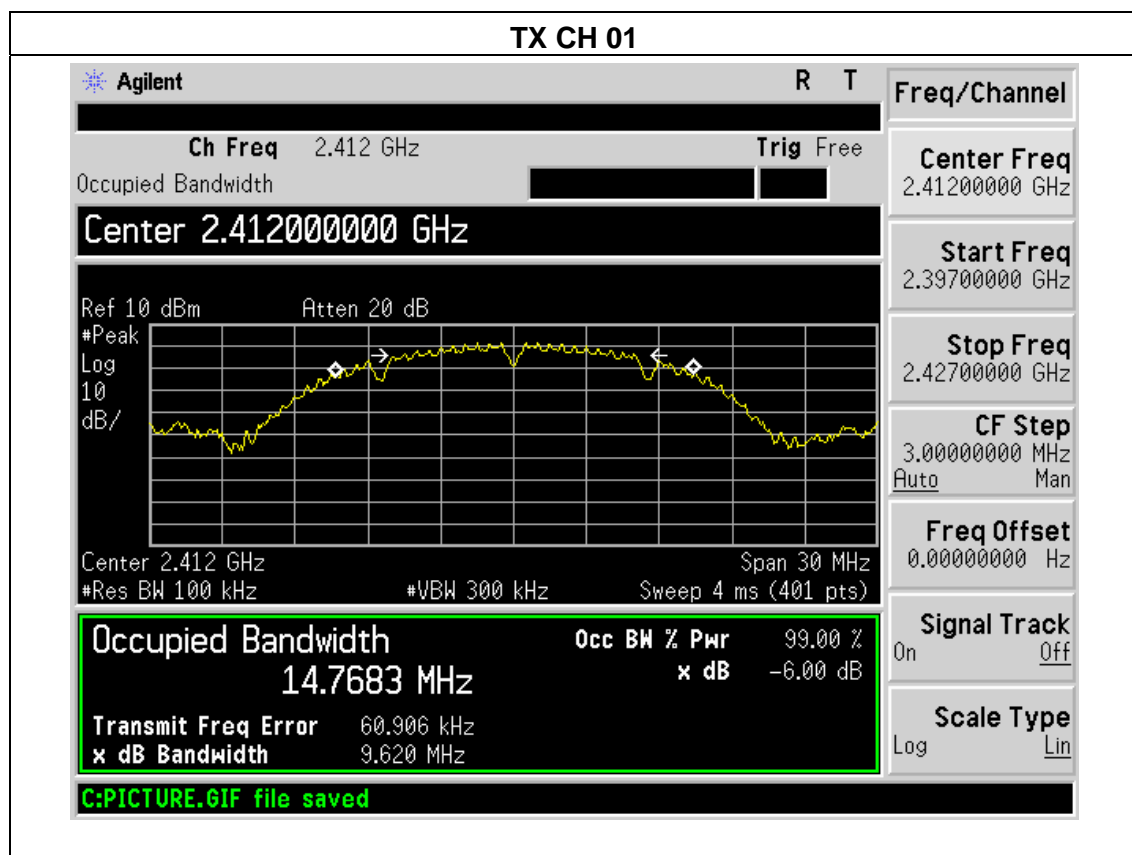 TX CH 01
Agilent R T
Ch Freq 2.412 GHz Trig Free
Occupied Bandwidth
Center 2.412000000 GHz
Ref 10 dBm Atten 20 dB
#Peak
Log
10
dB/
Center 2.412 GHz Span 30 MHz
#Res BW 100 kHz #VBW 300 kHz Sweep 4 ms (401 pts)
Occupied Bandwidth Occ BW % Pwr 99.00 %
14.7683 MHz x dB -6.00 dB
Transmit Freq Error 60.906 kHz
x dB Bandwidth 9.620 MHz
C:PICTURE.GIF file saved
Freq/Channel
Center Freq
2.41200000 GHz
Start Freq
2.39700000 GHz
Stop Freq
2.42700000 GHz
CF Step
3.00000000 MHz
Auto Man
Freq Offset
0.00000000 Hz
Signal Track
On Off
Scale Type
Log Lin